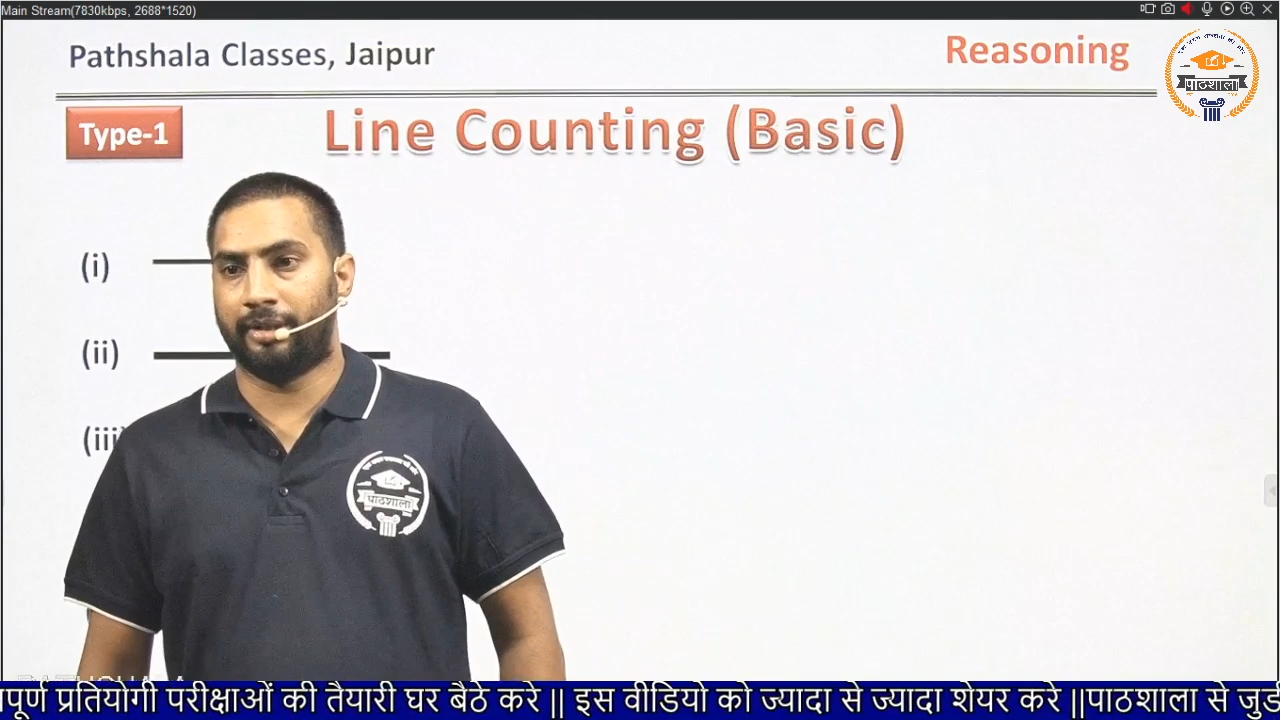 Main Stream(7830kbps, 2688*1520)
Pathshala Classes, Jaipur
Reasoning
पाठशाला
Type-1
Line Counting (Basic)
(i)
(ii)
(iii)
पाठशाला
पूर्ण प्रतियोगी परीक्षाओं की तैयारी घर बैठे करे || इस वीडियो को ज्यादा से ज्यादा शेयर करे ||पाठशाला से जुड